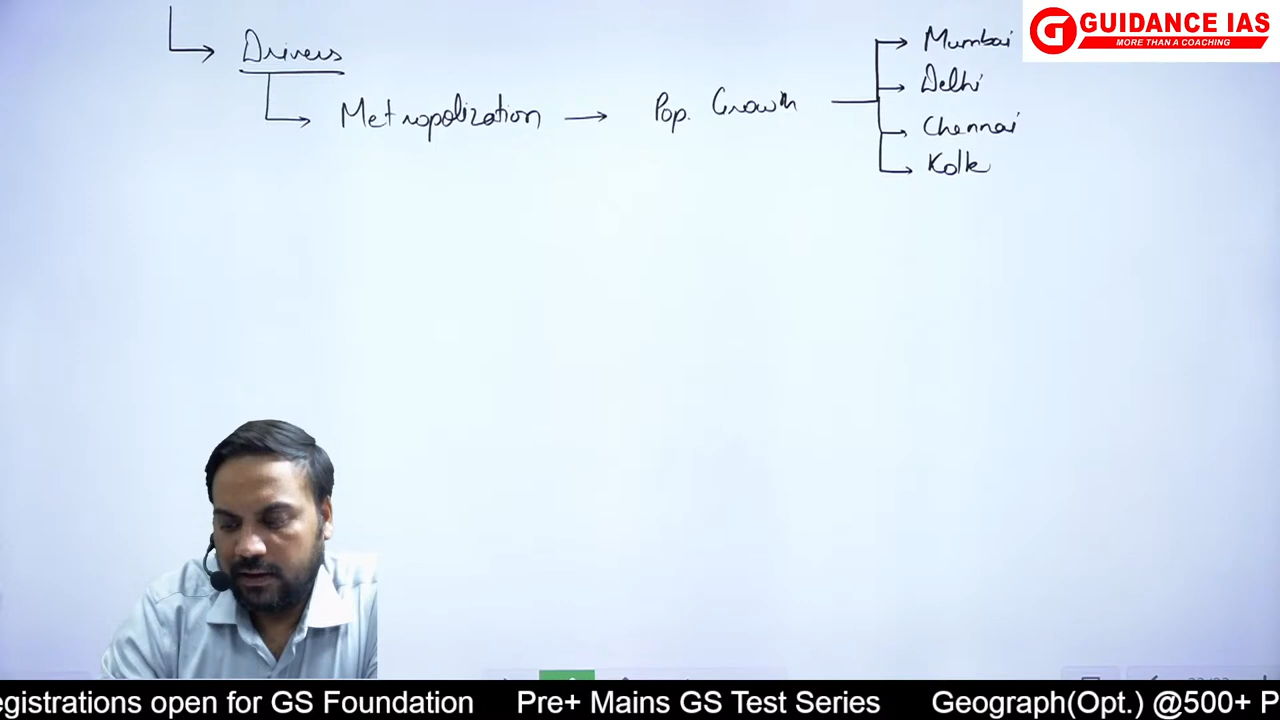 GUIDANCE IAS
MORE THAN A COACHING
Drivers
Metropolization → Pop. Growth
Mumbai
Delhi
Chennai
Kolk
egistrations open for GS Foundation Pre+ Mains GS Test Series Geograph(Opt.) @500+ P